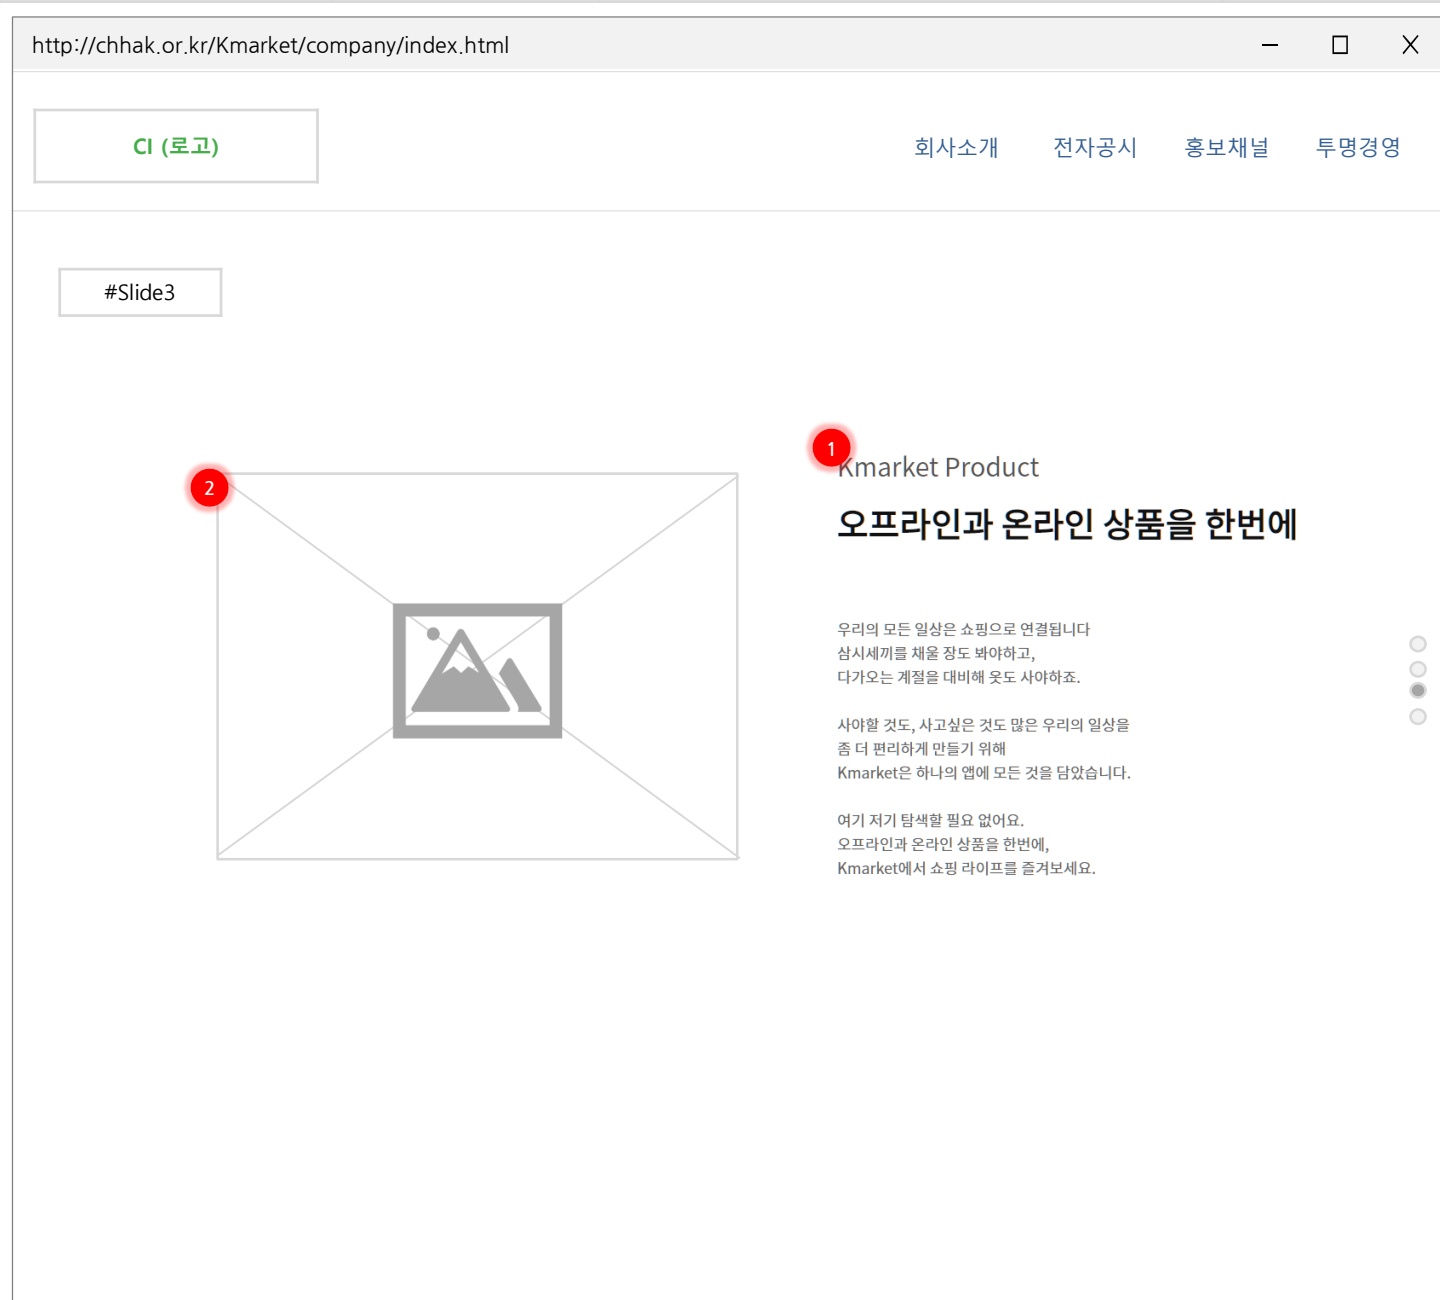 http://chhak.or.kr/Kmarket/company/index.html
CI (로고)
회사소개 전자공시 홍보채널 투명경영
#Slide3
1
Kmarket Product
2
오프라인과 온라인 상품을 한번에
우리의 모든 일상은 쇼핑으로 연결됩니다
삼시세끼를 채울 장도 봐야하고,
다가오는 계절을 대비해 옷도 사야하죠.
사야할 것도, 사고싶은 것도 많은 우리의 일상을
좀 더 편리하게 만들기 위해
Kmarket은 하나의 앱에 모든 것을 담았습니다.
여기 저기 탐색할 필요 없어요.
오프라인과 온라인 상품을 한번에,
Kmarket에서 쇼핑 라이프를 즐겨보세요.